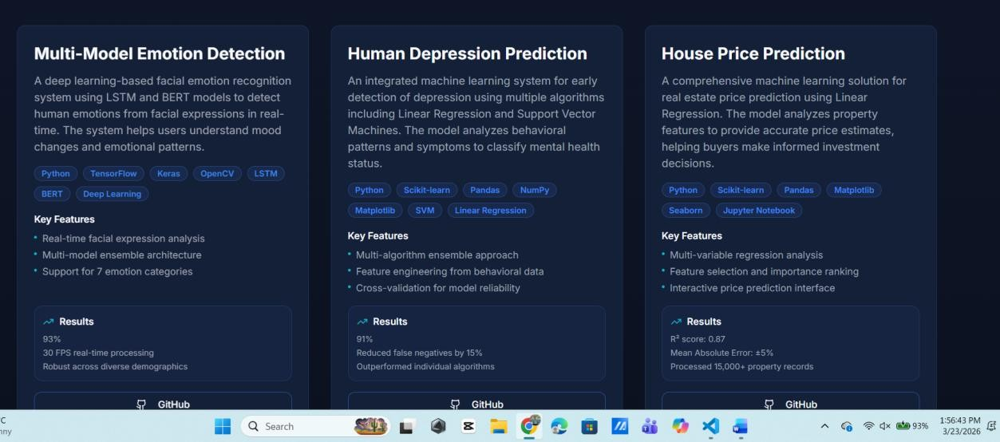 Multi-Model Emotion Detection
A deep learning-based facial emotion recognition
system using LSTM and BERT models to detect
human emotions from facial expressions in real-
time. The system helps users understand mood
changes and emotional patterns.
Python TensorFlow Keras OpenCV LSTM
BERT Deep Learning
Key Features
• Real-time facial expression analysis
• Multi-model ensemble architecture
• Support for 7 emotion categories
Results
93%
30 FPS real-time processing
Robust across diverse demographics
GitHub
Human Depression Prediction
An integrated machine learning system for early
detection of depression using multiple algorithms
including Linear Regression and Support Vector
Machines. The model analyzes behavioral
patterns and symptoms to classify mental health
status.
Python Scikit-learn Pandas NumPy
Matplotlib SVM Linear Regression
Key Features
• Multi-algorithm ensemble approach
• Feature engineering from behavioral data
• Cross-validation for model reliability
Results
91%
Reduced false negatives by 15%
Outperformed individual algorithms
GitHub
House Price Prediction
A comprehensive machine learning solution for
real estate price prediction using Linear
Regression. The model analyzes property
features to provide accurate price estimates,
helping buyers make informed investment
decisions.
Python Scikit-learn Pandas Matplotlib
Seaborn Jupyter Notebook
Key Features
• Multi-variable regression analysis
• Feature selection and importance ranking
• Interactive price prediction interface
Results
R² score: 0.87
Mean Absolute Error: ±5%
Processed 15,000+ property records
GitHub
°C
nny
Search
93%
1:56:43 PM
3/23/2026